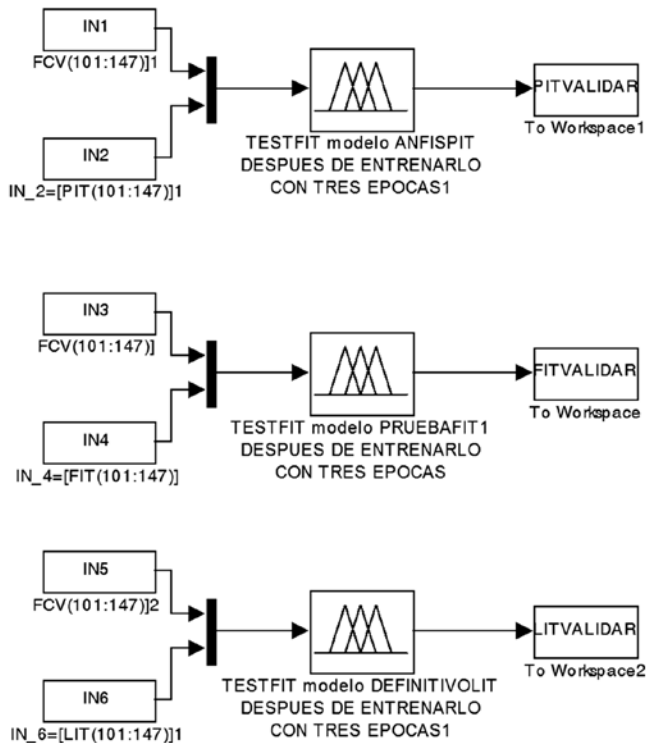 IN1
FCV(101:147)]1
IN2
IN_2=[PIT(101:147)]1
TESTFIT modelo ANFISPIT
DESPUES DE ENTRENARLO
CON TRES EPOCAS1
PITVALIDAR
To Workspace1
IN3
FCV(101:147)]
IN4
IN_4=[FIT(101:147)]
TESTFIT modelo PRUEBAFIT1
DESPUES DE ENTRENARLO
CON TRES EPOCAS
FITVALIDAR
To Workspace
IN5
FCV(101:147)]2
IN6
IN_6=[LIT(101:147)]1
TESTFIT modelo DEFINITIVOLIT
DESPUES DE ENTRENARLO
CON TRES EPOCAS1
LITVALIDAR
To Workspace2